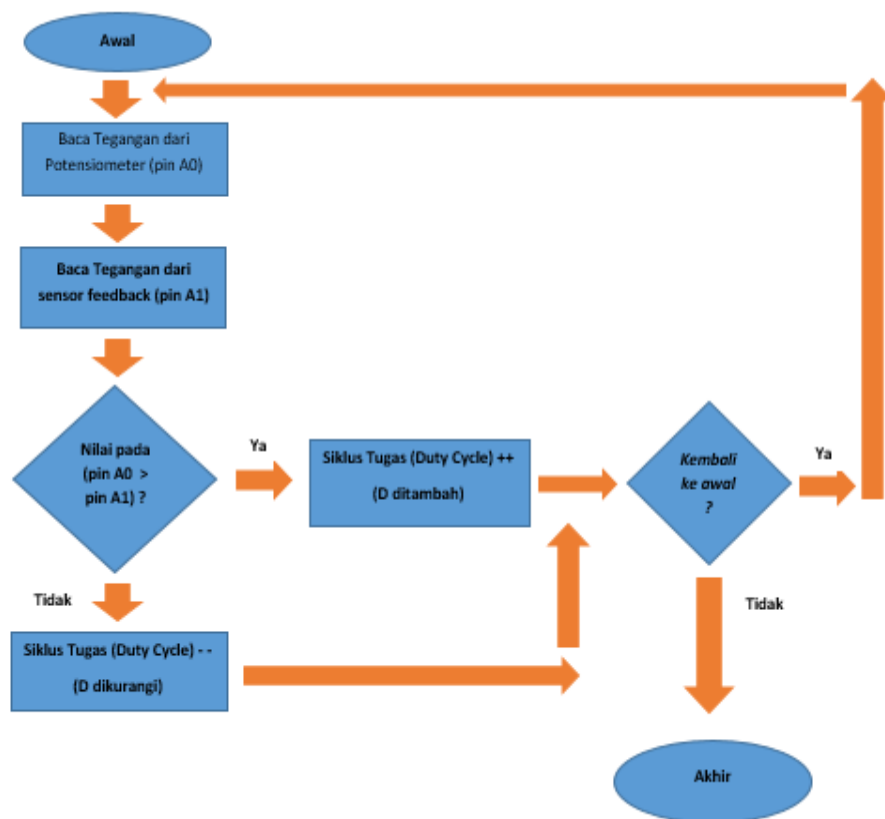 Awal
Baca Tegangan dari
Potensiometer (pin A0)
Baca Tegangan dari
sensor feedback (pin A1)
Nilai pada
(pin A0 >
pin A1) ?
Ya
Siklus Tugas (Duty Cycle) ++
(D ditambah)
Kembali
ke awal
?
Ya
Tidak
Siklus Tugas (Duty Cycle) - -
(D dikurangi)
Tidak
Akhir